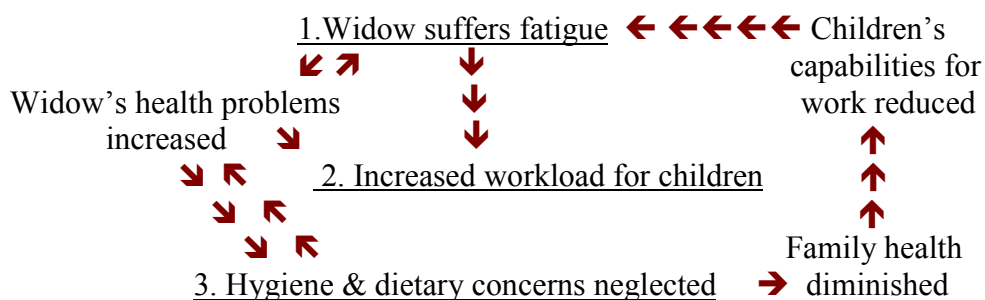 1.Widow suffers fatigue
Children’s
capabilities for
work reduced
Widow’s health problems
increased
2. Increased workload for children
Family health
diminished
3. Hygiene & dietary concerns neglected